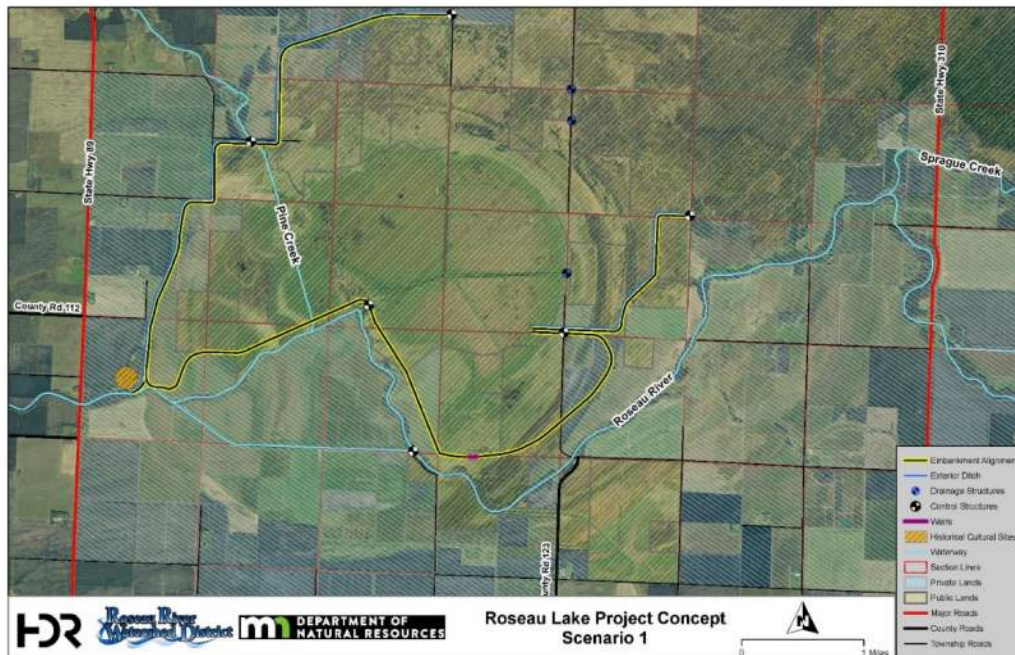 State Hwy 89
State Hwy 310
Sprague Creek
Pine Creek
County Rd 112
Roseau River
unty Rd 123
Embankment Alignment
Exterior Ditch
Drainage Structures
Control Structures
Weirs
Historical Cultural Sites
Waterway
Section Lines
Private Lands
Public Lands
Major Roads
County Roads
Township Roads
HDR
Roseau River
Watershed District
mn DEPARTMENT OF
NATURAL RESOURCES
Roseau Lake Project Concept
Scenario 1
N
0 1 Miles